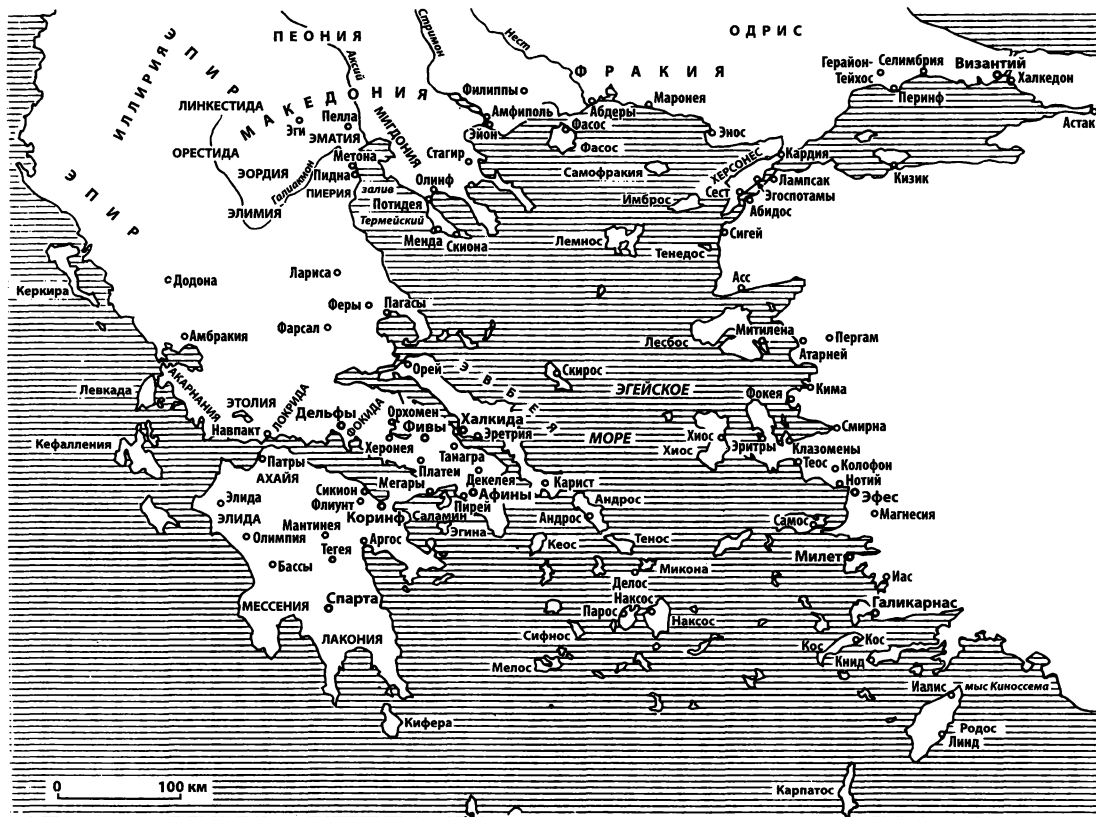 ОДРИС
ПЕОНИЯ
Стримон
Нест
Аксий
ФРАКИЯ
ИЛЛИРИЯ
ЭПИР
МАКЕДОНИЯ
ЛИНКЕСТИДА
Пелла
Эги
ЭМАТИЯ
МИГДОНИЯ
ОРЕСТИДА
ЭОРДИЯ
Галиакмон
ЭЛИМИЯ
Метона
Пидна
ПИЕРИЯ
залив
Термейский
Филиппы
Амфиполь
Эйон
Стагир
Олинф
Потидея
Менда
Скиона
Абдеры
Маронея
Фасос
Фасос
Самофракия
Энос
Имброс
Лемнос
Тенедос
Герайон-
Тейхос
Селимбрия
Византий
Халкедон
Перинф
Астак
ХЕРСОНЕС
Кардия
Кизик
Лампсак
Сест
Эгоспотамы
Абидос
Сигей
Асс
ЭПИР
Керкира
Додона
Лариса
Феры
Пагасы
Фарсал
Амбракия
Митилена
Лесбос
Пергам
Атарней
Орей
ЭВБЕЯ
Скирос
ЭГЕЙСКОЕ
МОРЕ
Фокея
Кима
Левкада
АКАРНАНИЯ
ЭТОЛИЯ
ЛОКРИДА
Дельфы
ФОКИДА
Орхомен
Фивы
Халкида
Эретрия
Смирна
Хиос
Хиос
Эритры
Клазомены
Кефалления
Навпакт
Херонея
Танагра
Платеи
Теос
Колофон
Патры
АХАЙЯ
Мегары
Декелея
Афины
Карист
Нотий
Эфес
Магнесия
Элида
ЭЛИДА
Сикион
Флиунт
Коринф
Саламин
Пирей
Эгина
Андрос
Андрос
Самос
Мантинея
Олимпия
Аргос
Тегея
Кеос
Тенос
Милет
Бассы
Микона
Делос
Иас
МЕССЕНИЯ
Спарта
Наксос
Парос
Наксос
Галикарнас
ЛАКОНИЯ
Сифнос
Кос
Кос
Мелос
Книд
Иалис
мыс Киноссема
Кифера
Родос
Линд
0 100 км
Карпатос